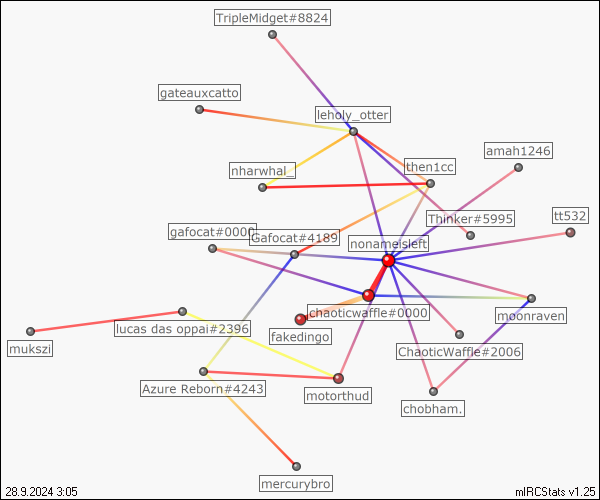 TripleMidget#8824
gateauxcatto
leholy_otter
amah1246
nharwhal_
then1cc
Thinker#5995
tt532
gafocat#0000
Gafocat#4189
nonameisleft
chaoticwaffle#0000
moonraven
lucas das oppai#2396
fakedingo
mukszi
ChaoticWaffle#2006
Azure Reborn#4243
motorthud
chobham.
mercurybro
28.9.2024 3:05
mIRCStats v1.25